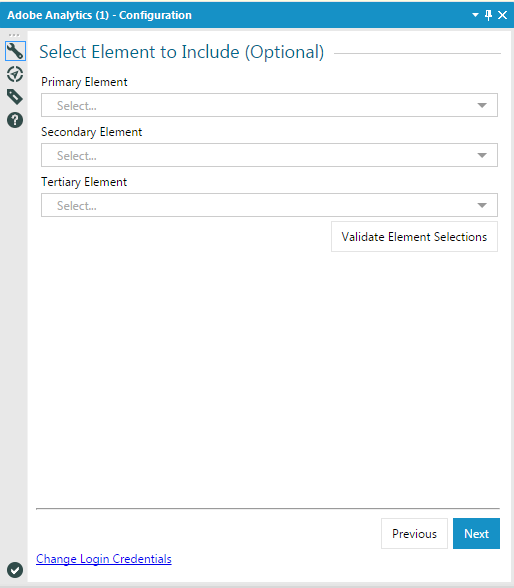 Adobe Analytics (1) - Configuration
Select Element to Include (Optional)
Primary Element
Select...
Secondary Element
Select...
Tertiary Element
Select...
Validate Element Selections
Previous
Next
Change Login Credentials